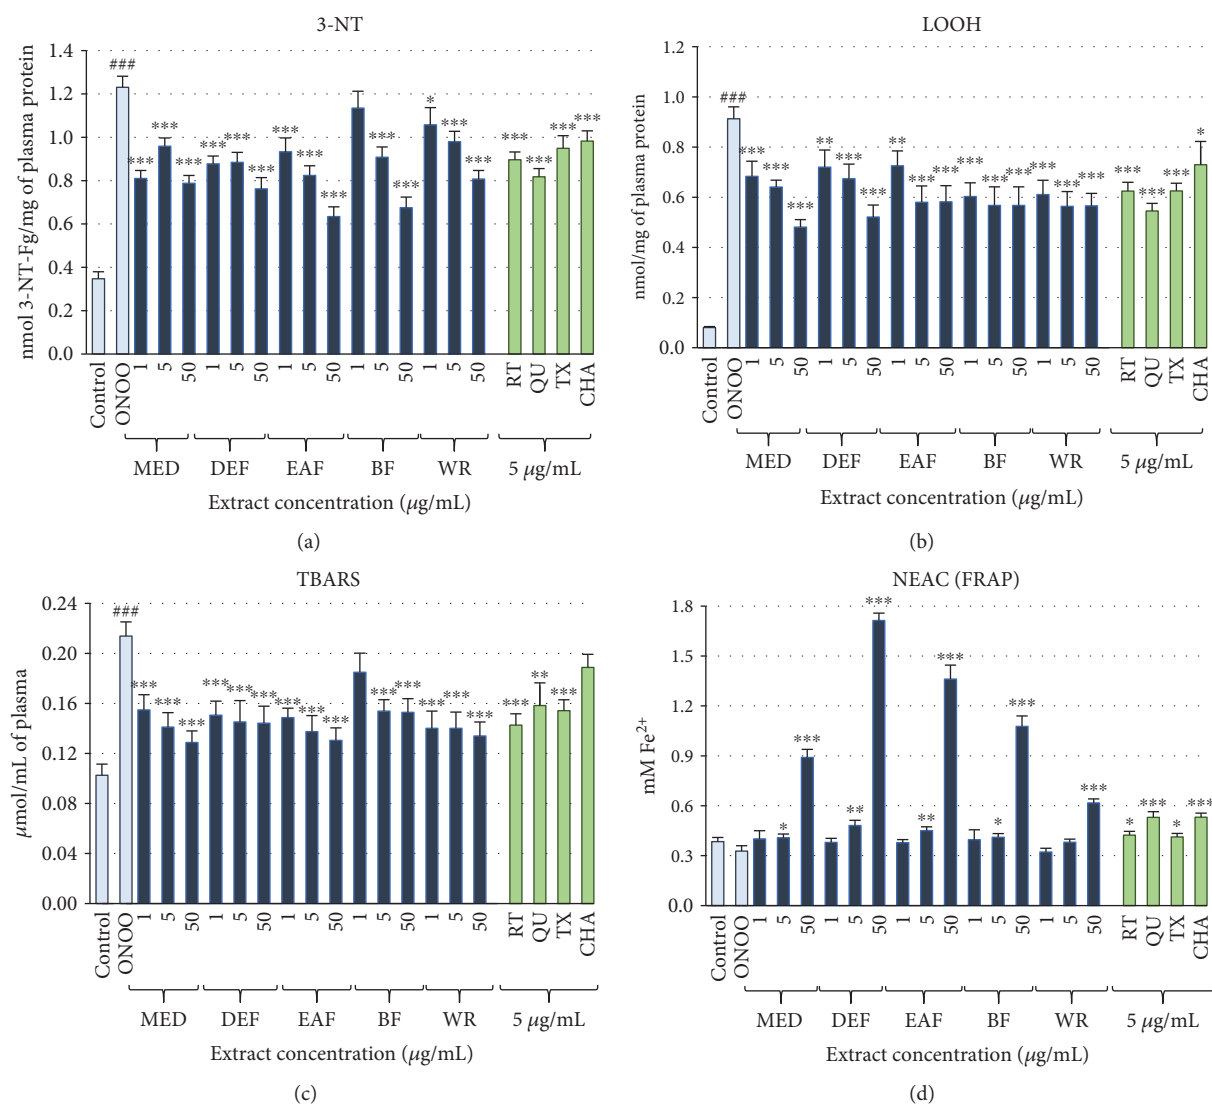 3-NT
nmol 3-NT-Fg/mg of plasma protein
1.4
1.2
1.0
0.8
0.6
0.4
0.2
0.0
###
*** *** *** *** *** *** *** *** *** *** *** * *** *** *** *** *** ***
Control ONOO 1 5 50 1 5 50 1 5 50 1 5 50 1 5 50 RT QU TX CHA
MED DEF EAF BF WR 5 µg/mL
Extract concentration (µg/mL)
(a)
LOOH
nmol/mg of plasma protein
1.2
1.0
0.8
0.6
0.4
0.2
0.0
###
*** *** *** ** *** *** ** *** *** *** *** *** *** *** *** *** *** *** *
Control ONOO 1 5 50 1 5 50 1 5 50 1 5 50 1 5 50 RT QU TX CHA
MED DEF EAF BF WR 5 µg/mL
Extract concentration (µg/mL)
(b)
TBARS
µmol/mL of plasma
0.24
0.20
0.16
0.12
0.08
0.04
0.00
###
*** *** *** *** *** *** *** *** *** *** *** *** *** *** *** ** ***
Control ONOO 1 5 50 1 5 50 1 5 50 1 5 50 1 5 50 RT QU TX CHA
MED DEF EAF BF WR 5 µg/mL
Extract concentration (µg/mL)
(c)
NEAC (FRAP)
mM Fe²⁺
1.8
1.5
1.2
0.9
0.6
0.3
0.0
* *** ** *** ** *** * *** *** * *** * ***
Control ONOO 1 5 50 1 5 50 1 5 50 1 5 50 1 5 50 RT QU TX CHA
MED DEF EAF BF WR 5 µg/mL
Extract concentration (µg/mL)
(d)